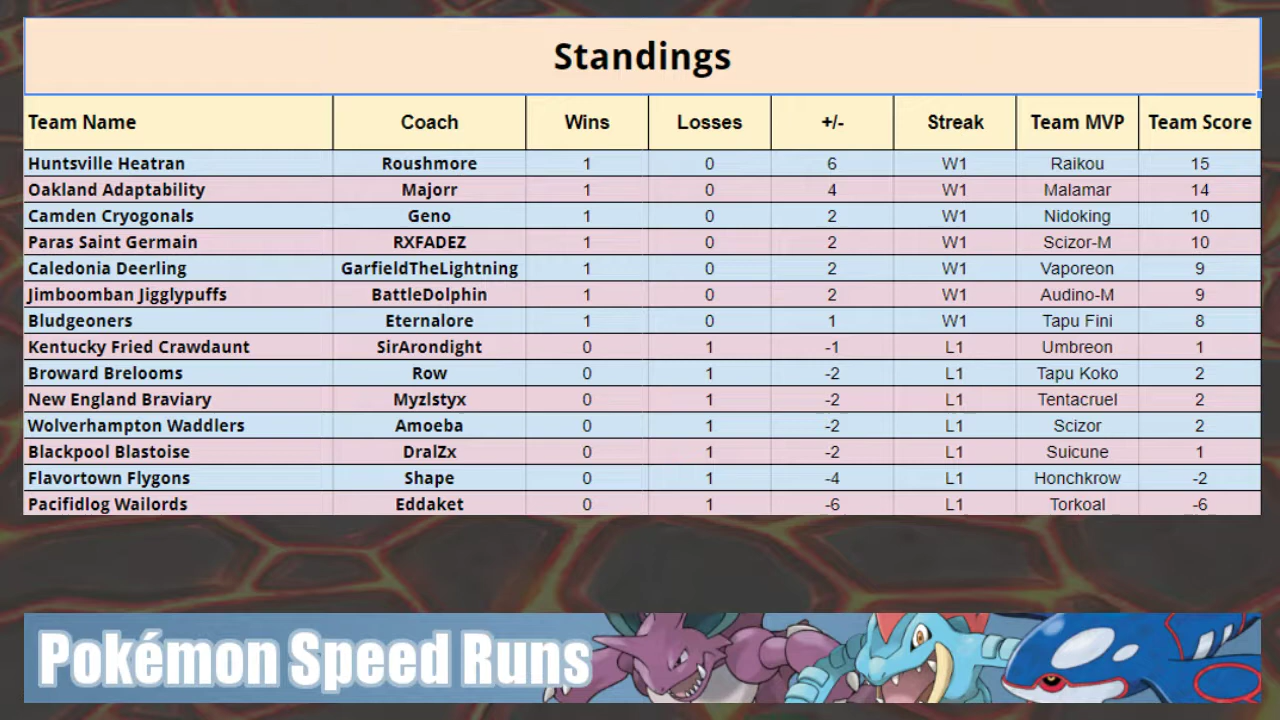 Standings
Team Name Coach Wins Losses +/- Streak Team MVP Team Score
Huntsville Heatran Roushmore 1 0 6 W1 Raikou 15
Oakland Adaptability Majorr 1 0 4 W1 Malamar 14
Camden Cryogonals Geno 1 0 2 W1 Nidoking 10
Paras Saint Germain RXFADEZ 1 0 2 W1 Scizor-M 10
Caledonia Deerling GarfieldTheLightning 1 0 2 W1 Vaporeon 9
Jimboomban Jigglypuffs BattleDolphin 1 0 2 W1 Audino-M 9
Bludgeoners Eternalore 1 0 1 W1 Tapu Fini 8
Kentucky Fried Crawdaunt SirArondight 0 1 -1 L1 Umbreon 1
Broward Brelooms Row 0 1 -2 L1 Tapu Koko 2
New England Braviary Myzlstyx 0 1 -2 L1 Tentacruel 2
Wolverhampton Waddlers Amoeba 0 1 -2 L1 Scizor 2
Blackpool Blastoise DralZx 0 1 -2 L1 Suicune 1
Flavortown Flygons Shape 0 1 -4 L1 Honchkrow -2
Pacifidlog Wailords Eddaket 0 1 -6 L1 Torkoal -6
Pokémon Speed Runs